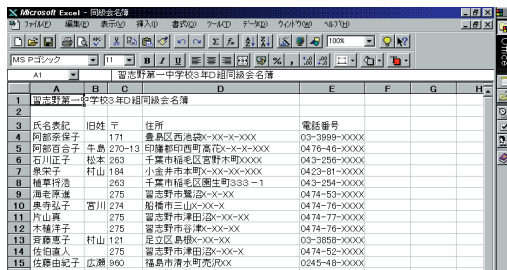 Microsoft Excel - 同総会名簿
ファイル(F) 編集(E) 表示(V) 挿入(I) 書式(O) ツール(T) データ(D) ウィンドウ(W) ヘルプ(H)
100%
MS Pゴシック 11 B I U
A1 習志野第一中学校3年D組同総会名簿
A B C D E F G H
1 習志野第一中学校3年D組同総会名簿
2
3 氏名表記 旧姓 〒 住所 電話番号
4 阿部奈保子 171 豊島区西池袋X-XX-X-XXX 03-3999-XXXX
5 阿部百合子 牛島 270-13 印旛郡印西町高花X-X-X-XXX 0476-46-XXXX
6 石川正子 松本 263 千葉市稲毛区宮野木町XXXX 043-256-XXXX
7 泉栄子 村山 184 小金井市本町X-XX-XX-XXX 0423-81-XXXX
8 植草将浩 263 千葉市稲毛区園生町333-1 043-254-XXXX
9 海老原進 275 習志野市鷺沼X-X-XX 0474-53-XXXX
10 奥寺弘子 宮川 274 船橋市三山X-XX-X 0474-76-XXXX
11 片山真 275 習志野市津田沼X-XX-XX 0474-77-XXXX
12 木植洋子 275 習志野市谷津X-XX-XX 0474-76-XXXX
13 斉藤恵子 村山 121 足立区島根X-XX-XX 03-3858-XXXX
14 佐伯直人 275 習志野市津田沼X-X-XX 0474-52-XXXX
15 佐藤由紀子 広瀬 960 福島市清水町売沢XX 0245-48-XXXX
Office